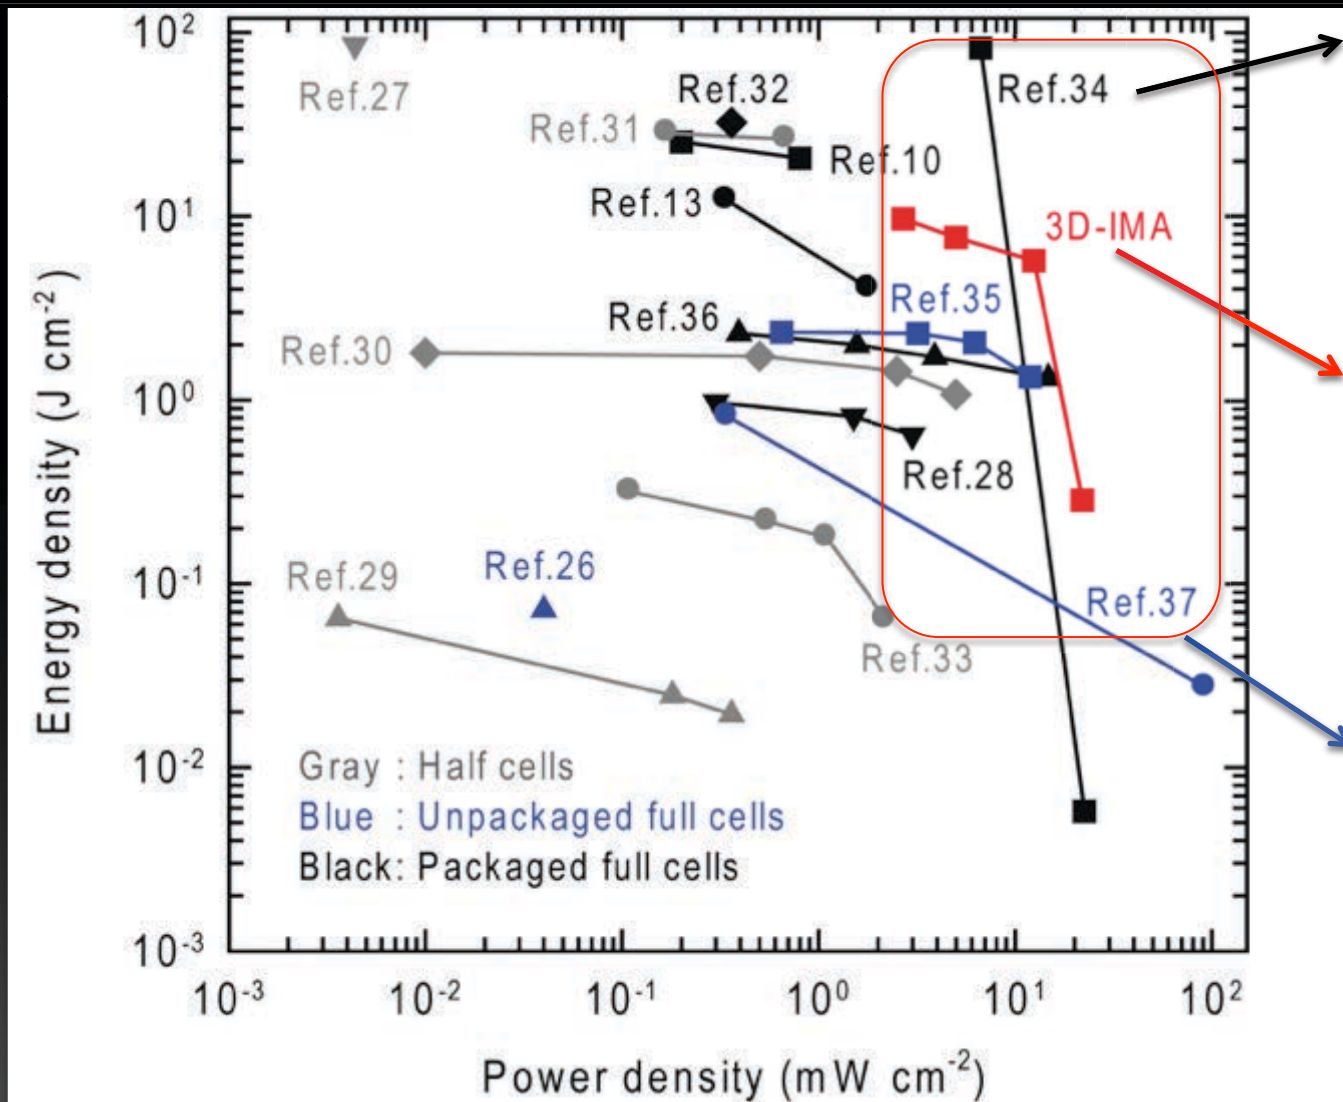 10²
10¹
10⁰
10⁻¹
10⁻²
10⁻³
Energy density (J cm⁻²)
Ref.27
Ref.32
Ref.31
Ref.10
Ref.13
Ref.34
3D-IMA
Ref.35
Ref.36
Ref.30
Ref.28
Ref.29
Ref.26
Ref.37
Ref.33
Gray : Half cells
Blue : Unpackaged full cells
Black: Packaged full cells
10⁻³ 10⁻² 10⁻¹ 10⁰ 10¹ 10²
Power density (mW cm⁻²)